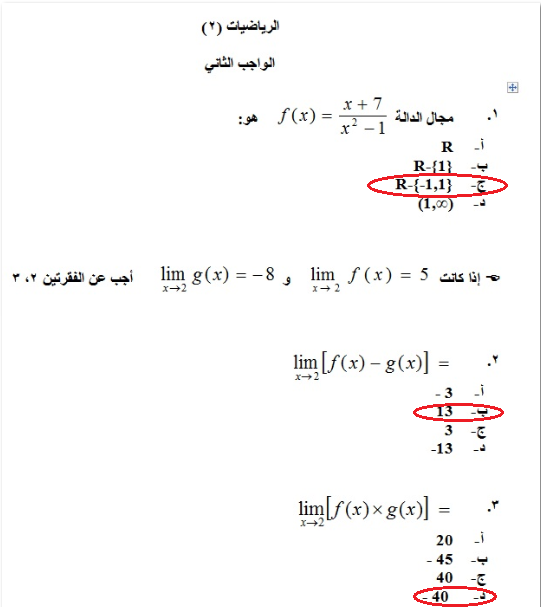 الرياضيات (٢)
الواجب الثاني
١. مجال الدالة f(x) = \frac{x+7}{x^2-1} هو:
أ- R
ب- R-{1}
ج- R-{-1,1}
د- (1,∞)
☜ إذا كانت \lim_{x→2} f(x) = 5 و \lim_{x→2} g(x) = -8 أجب عن الفقرتين ٢، ٣
٢. \lim_{x→2}[f(x) - g(x)] =
أ- - 3
ب- 13
ج- 3
د- -13
٣. \lim_{x→2}[f(x) × g(x)] =
أ- 20
ب- - 45
ج- 40
د- - 40